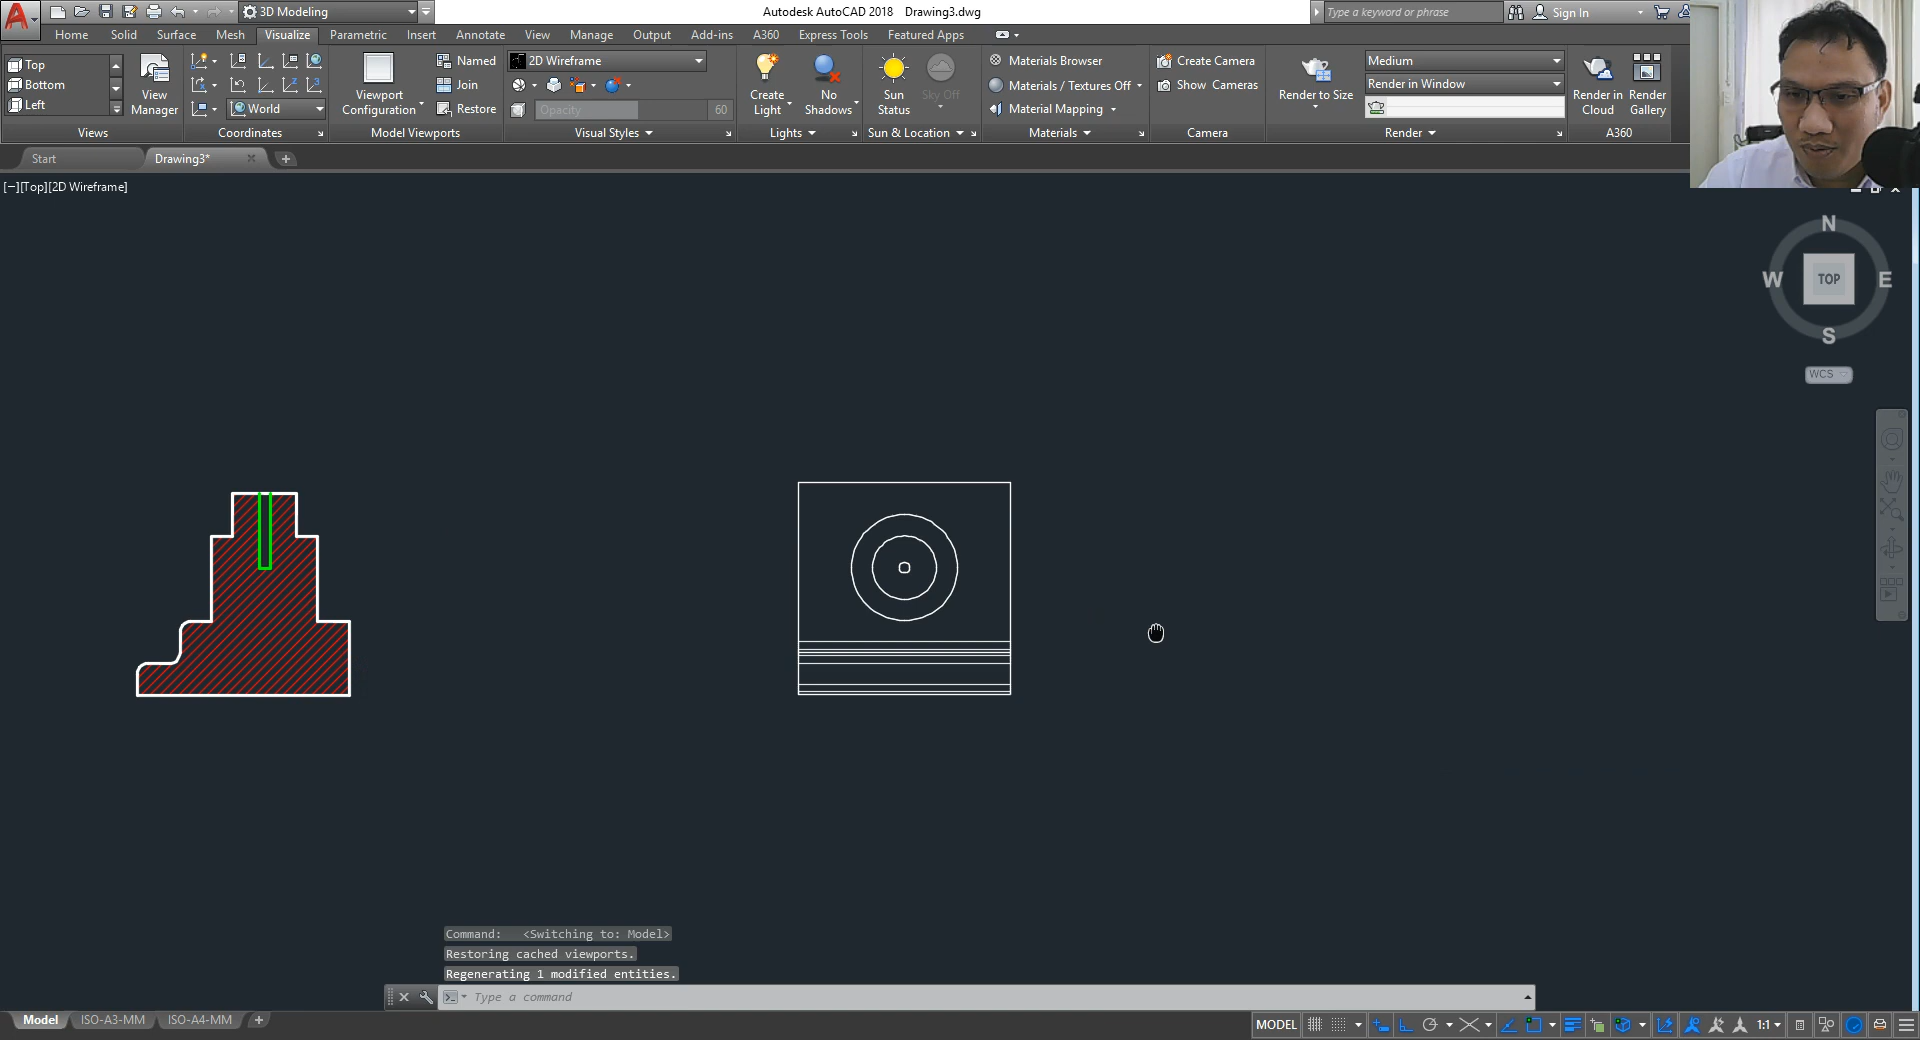 3D Modeling
Autodesk AutoCAD 2018 Drawing3.dwg
Type a keyword or phrase
Sign In
Home Solid Surface Mesh Visualize Parametric Insert Annotate View Manage Output Add-ins A360 Express Tools Featured Apps
Top
Bottom
Left
View
Manager
World
Viewport
Configuration
Named
Join
Restore
2D Wireframe
Opacity 60
Create
Light
No
Shadows
Sun
Status
Sky Off
Materials Browser
Materials / Textures Off
Material Mapping
Create Camera
Show Cameras
Render to Size
Medium
Render in Window
Render in
Cloud
Render
Gallery
Views Coordinates Model Viewports Visual Styles Lights Sun & Location Materials Camera Render A360
Start Drawing3*
[−][Top][2D Wireframe]
N
W TOP E
S
WCS
Command: <Switching to: Model>
Restoring cached viewports.
Regenerating 1 modified entities.
Type a command
Model ISO-A3-MM ISO-A4-MM
MODEL 1:1